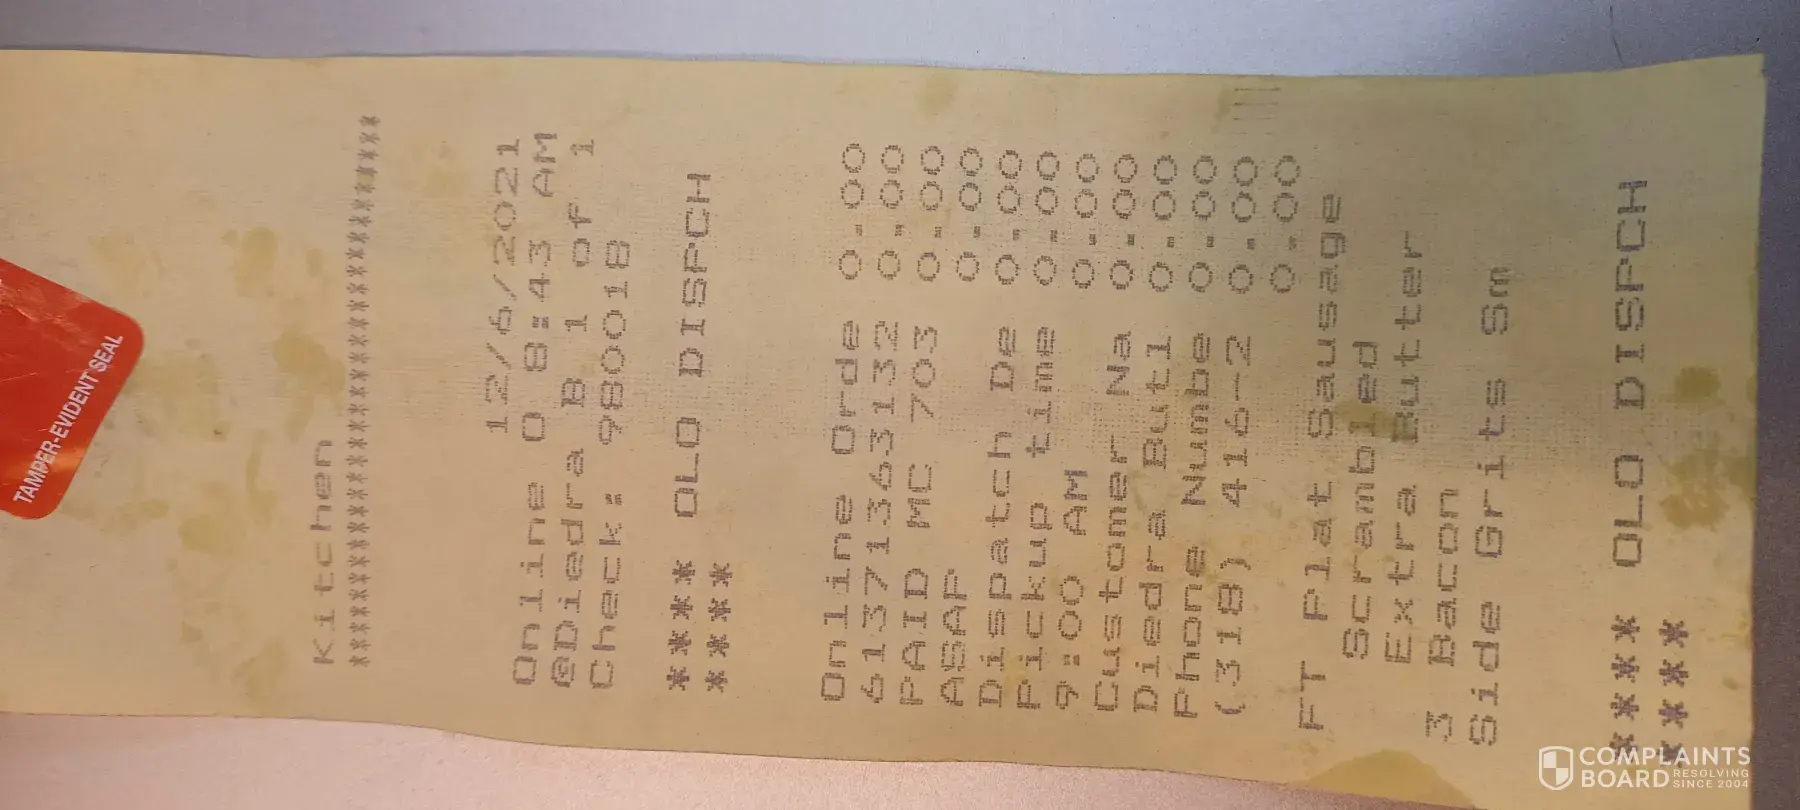 Kitchen
*************************
12/6/2021
Online O 8:43 AM
@Diedra B 1 of 1
Check: 980018
**** OLO DISPCH
****
Online Orde 0.00
6137136313132 0.00
PAID MC 703 0.00
ASAP 0.00
Dispatch De 0.00
Pickup time 0.00
9:00 AM 0.00
Customer Na 0.00
Diedra Butl 0.00
Phone Numbe 0.00
(318) 416-2 0.00
0.00
FT Plat Sausage
Scrambled
Extra Butter
3 Bacon
Side Grits Sm
**** OLO DISPCH
****
TAMPER-EVIDENT SEAL
COMPLAINTS
BOARD RESOLVING
SINCE 2004